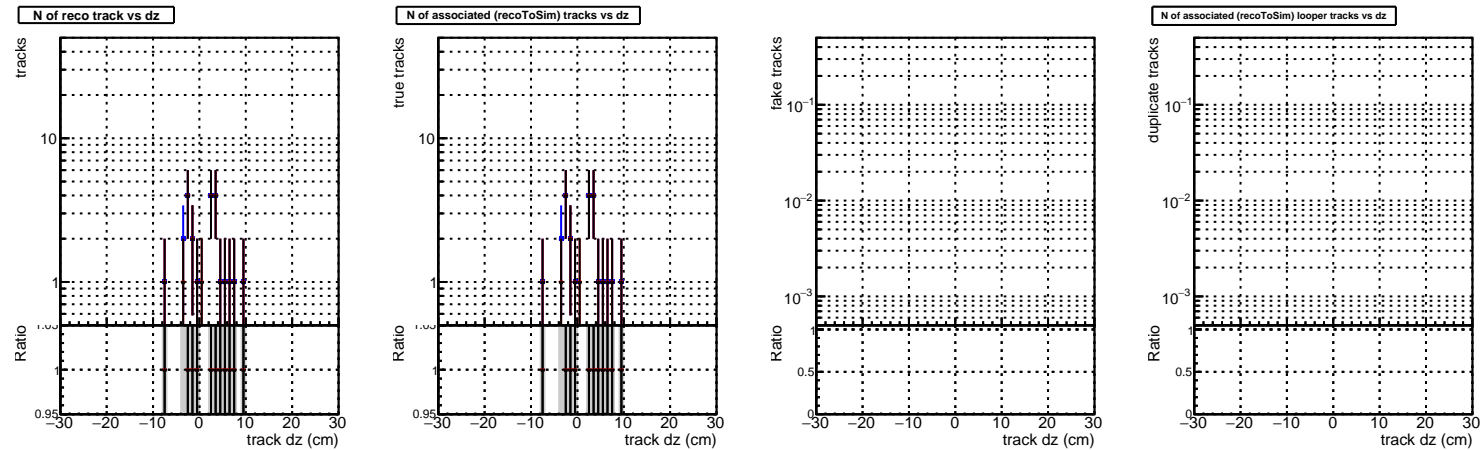 N of reco track vs dz
tracks
10
1
Ratio
1
0.95
−30 −20 −10 0 10 20 30
track dz (cm)
N of associated (recoToSim) tracks vs dz
true tracks
10
1
Ratio
1
0.95
−30 −20 −10 0 10 20 30
track dz (cm)
fake tracks
10−1
10−2
10−3
Ratio
1
0.5
0
−30 −20 −10 0 10 20 30
track dz (cm)
N of associated (recoToSim) looper tracks vs dz
duplicate tracks
10−1
10−2
10−3
Ratio
1
0.5
0
−30 −20 −10 0 10 20 30
track dz (cm)